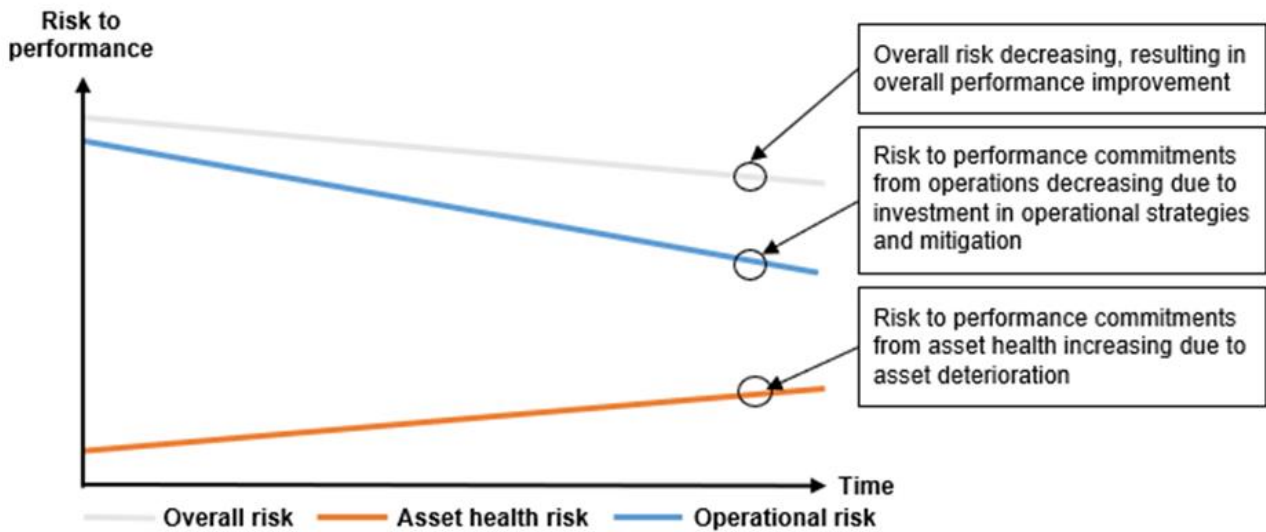 Risk to
performance
Overall risk decreasing, resulting in
overall performance improvement
Risk to performance commitments
from operations decreasing due to
investment in operational strategies
and mitigation
Risk to performance commitments
from asset health increasing due to
asset deterioration
Time
Overall risk
Asset health risk
Operational risk